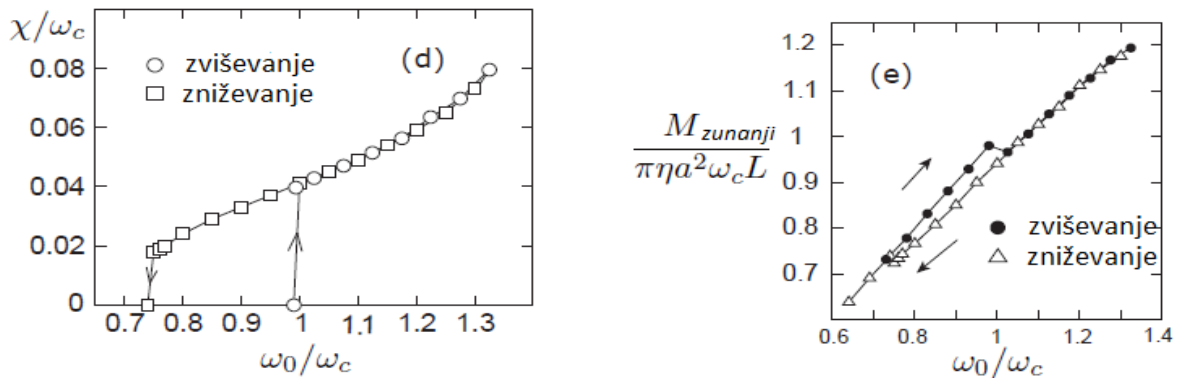 χ/ω_c
0.08
0.06
0.04
0.02
0
(d)
zviševanje
zniževanje
0.7 0.8 0.9 1 1.1 1.2 1.3
ω_0/ω_c
M_zunanji
πηa²ω_cL
1.2
1.1
1
0.9
0.8
0.7
(e)
zviševanje
zniževanje
0.6 0.8 1 1.2 1.4
ω_0/ω_c